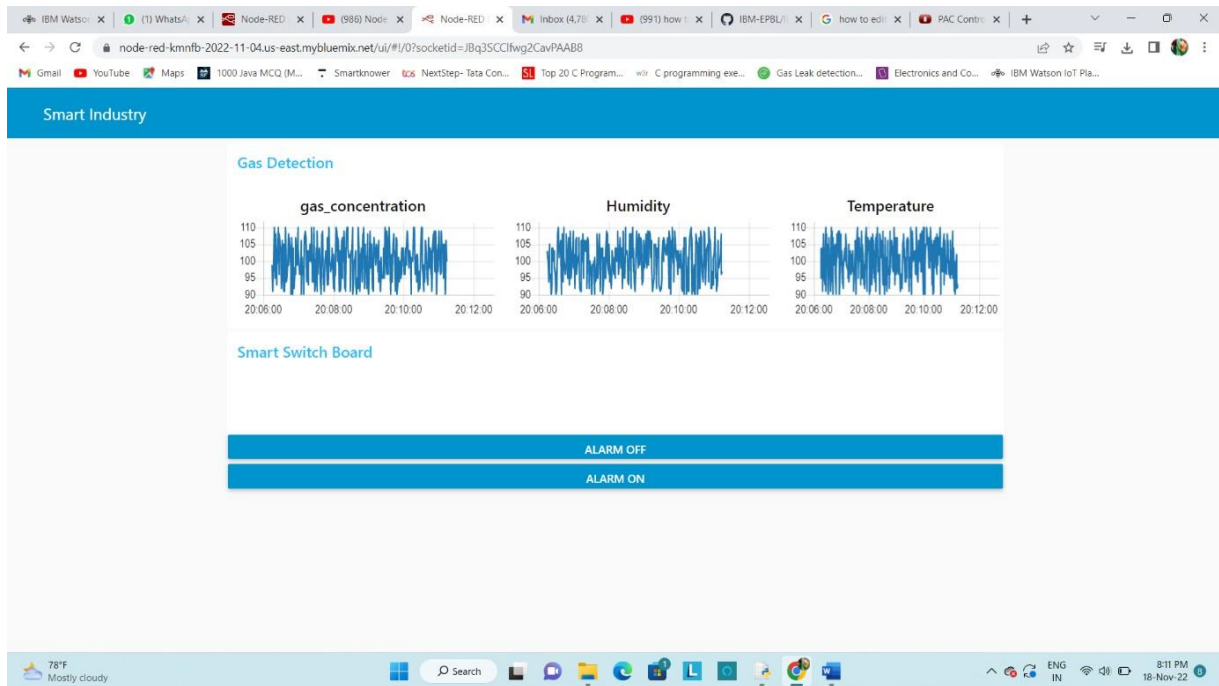 IBM Watso (1) WhatsA Node-RED (986) Node Node-RED Inbox (4,78 (991) how t IBM-EPBL/I how to edi PAC Contro
node-red-kmnfb-2022-11-04.us-east.mybluemix.net/ui/#!/0?socketid=JBq3SCClfwg2CavPAAB8
Gmail YouTube Maps 1000 Java MCQ (M... Smartknower tcs NextStep- Tata Con... SL Top 20 C Program... w3r C programming exe... Gas Leak detection... Electronics and Co... IBM Watson IoT Pla...
Smart Industry
Gas Detection
gas_concentration Humidity Temperature
110 110 110
105 105 105
100 100 100
95 95 95
90 90 90
20:06:00 20:08:00 20:10:00 20:12:00 20:06:00 20:08:00 20:10:00 20:12:00 20:06:00 20:08:00 20:10:00 20:12:00
Smart Switch Board
ALARM OFF
ALARM ON
78°F
Mostly cloudy
Search
ENG
IN
8:11 PM
18-Nov-22